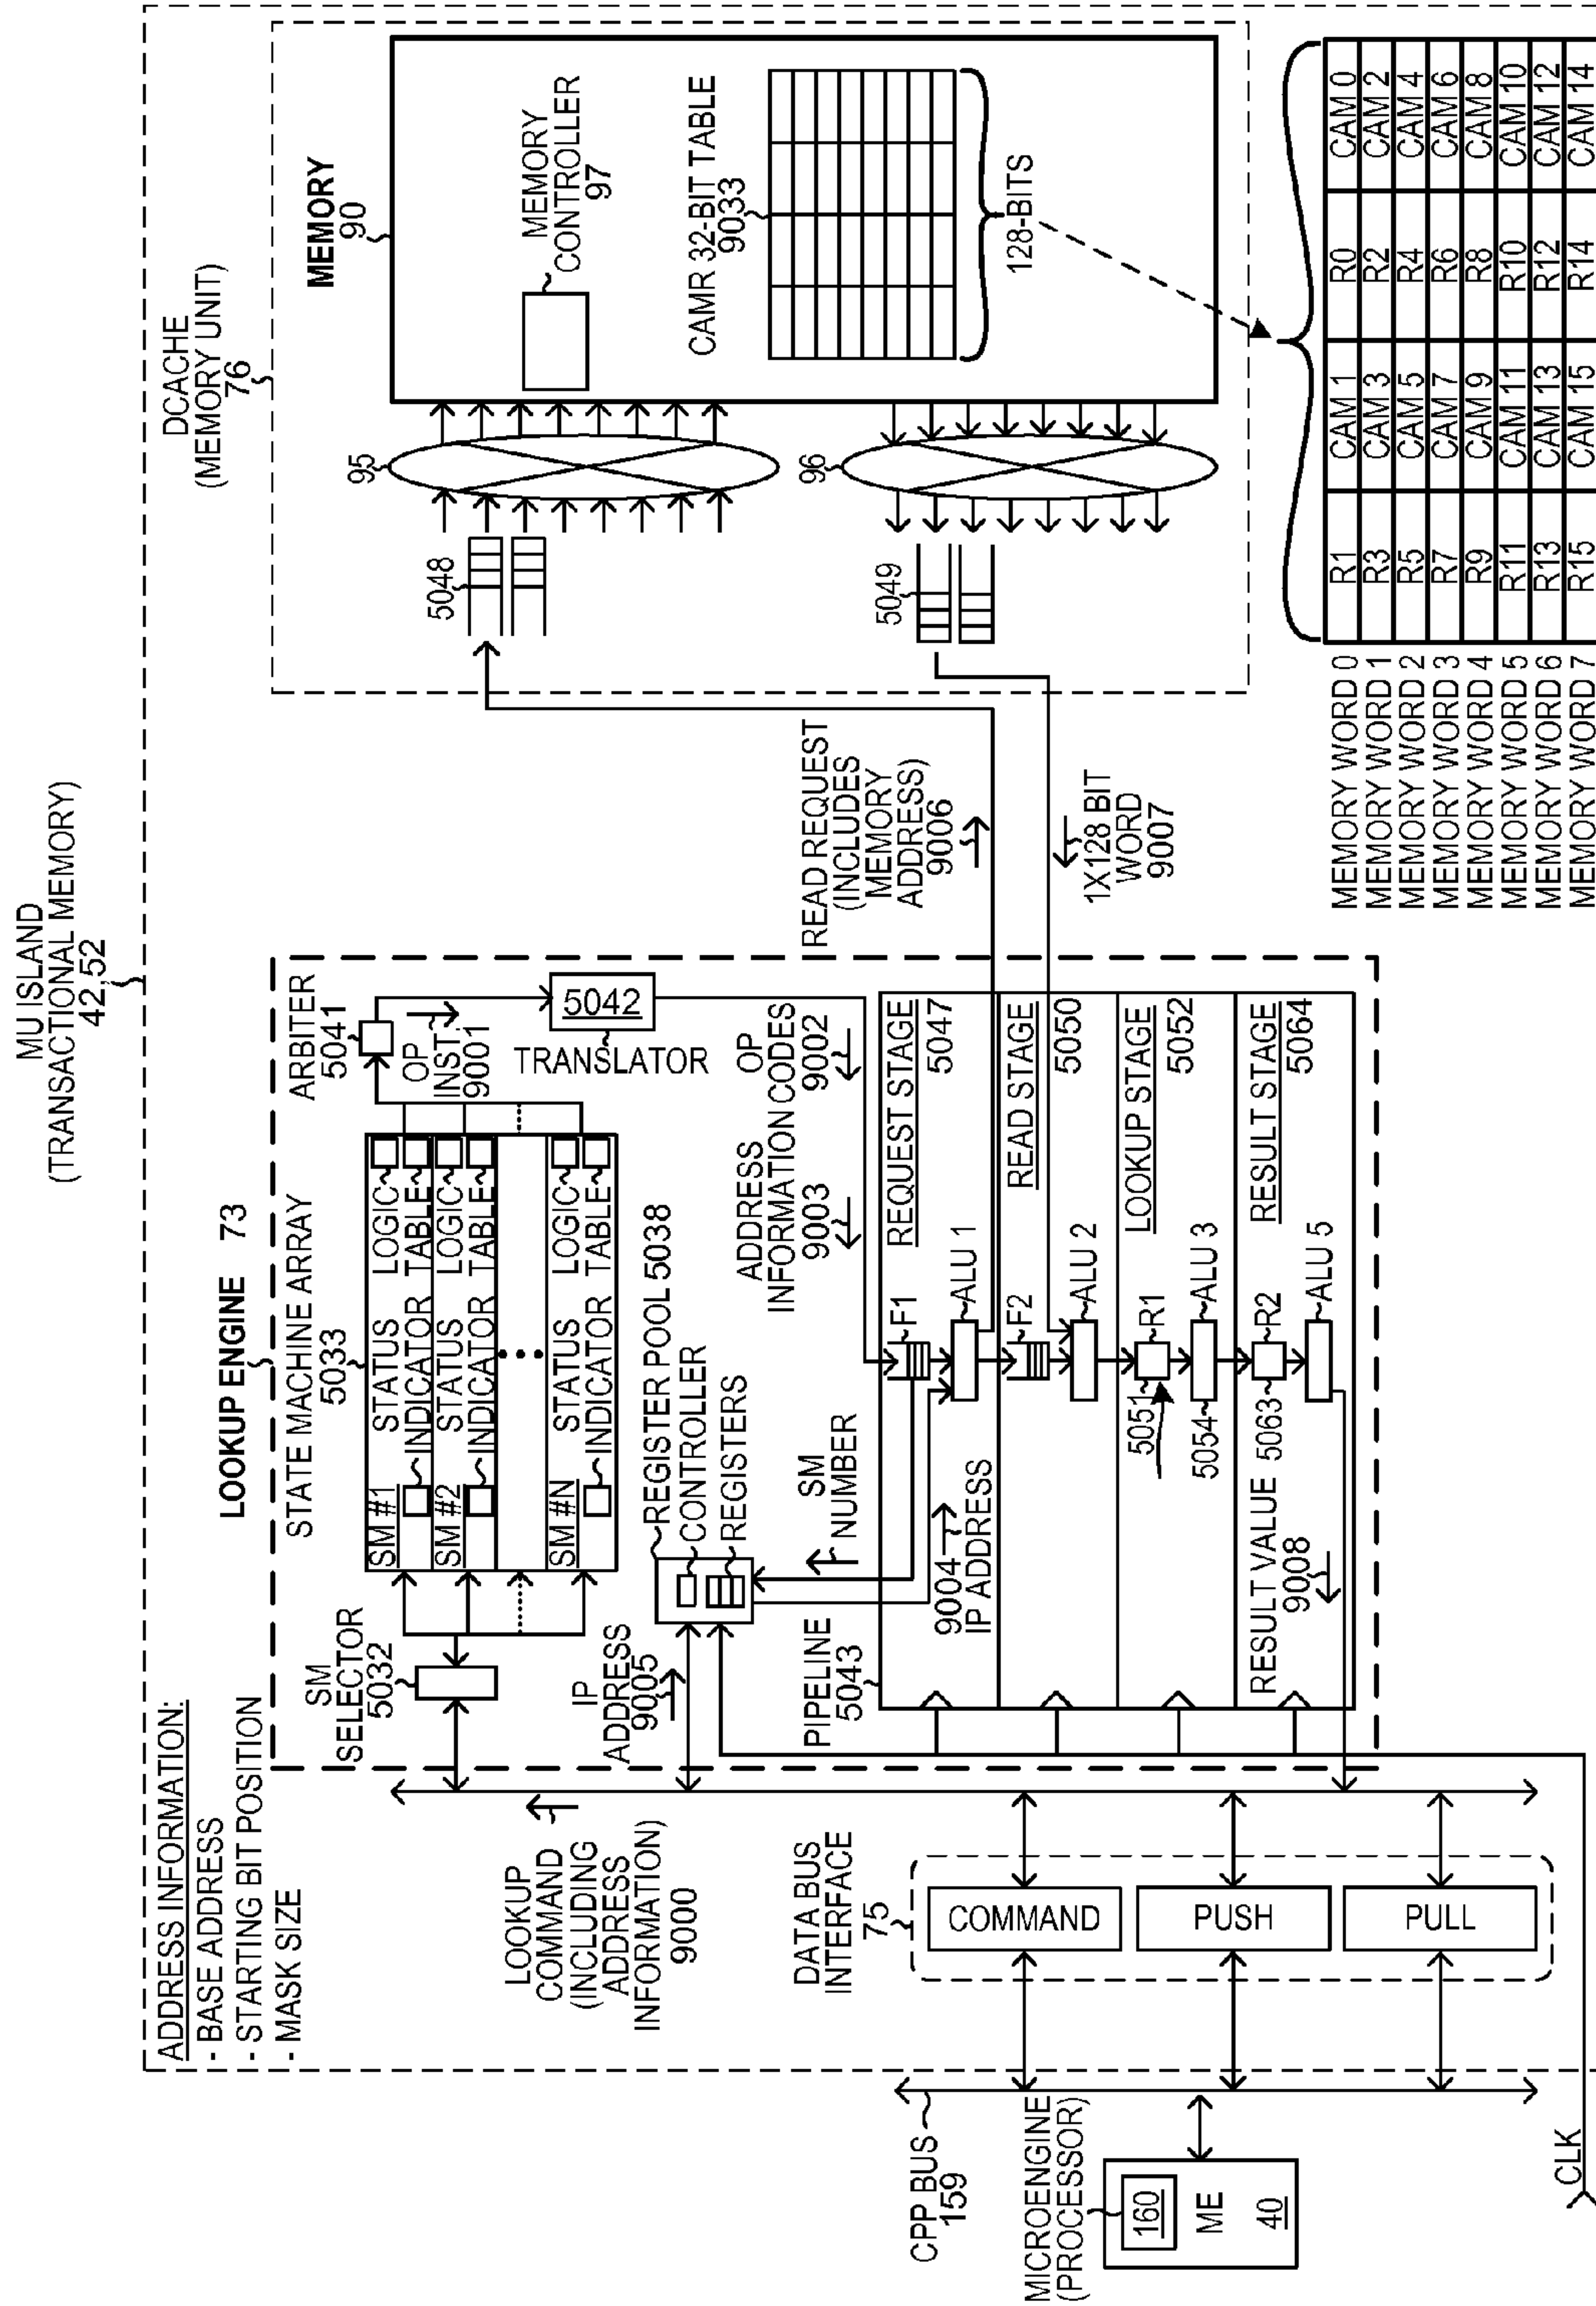 MU ISLAND
(TRANSACTIONAL MEMORY)
42,52
ADDRESS INFORMATION:
- BASE ADDRESS
- STARTING BIT POSITION
- MASK SIZE
LOOKUP ENGINE 73
STATE MACHINE ARRAY
5033
SM
SELECTOR
5032
SM #1
STATUS
INDICATOR
LOGIC
TABLE
SM #2
STATUS
INDICATOR
LOGIC
TABLE
SM #N
STATUS
INDICATOR
LOGIC
TABLE
ARBITER
5041
OP
INST.
9001
5042
TRANSLATOR
LOOKUP
COMMAND
(INCLUDING
ADDRESS
INFORMATION)
9000
IP
ADDRESS
9005
REGISTER POOL 5038
CONTROLLER
REGISTERS
SM
NUMBER
ADDRESS
INFORMATION
9003
OP
CODES
9002
PIPELINE
5043
9004
IP ADDRESS
F1
ALU 1
REQUEST STAGE
5047
F2
ALU 2
READ STAGE
5050
5051
R1
5054
ALU 3
LOOKUP STAGE
5052
RESULT VALUE
9008
5063
R2
ALU 5
RESULT STAGE
5064
DATA BUS
INTERFACE
75
COMMAND
PUSH
PULL
CPP BUS
159
MICROENGINE
(PROCESSOR)
160
ME
40
CLK
READ REQUEST
(INCLUDES
MEMORY
ADDRESS)
9006
1X128 BIT
WORD
9007
DCACHE
(MEMORY UNIT)
76
5048
5049
95
96
MEMORY
90
MEMORY
CONTROLLER
97
CAMR 32-BIT TABLE
9033
128-BITS
MEMORY WORD 0 R1 CAM 1 R0 CAM 0
MEMORY WORD 1 R3 CAM 3 R2 CAM 2
MEMORY WORD 2 R5 CAM 5 R4 CAM 4
MEMORY WORD 3 R7 CAM 7 R6 CAM 6
MEMORY WORD 4 R9 CAM 9 R8 CAM 8
MEMORY WORD 5 R11 CAM 11 R10 CAM 10
MEMORY WORD 6 R13 CAM 13 R12 CAM 12
MEMORY WORD 7 R15 CAM 15 R14 CAM 14